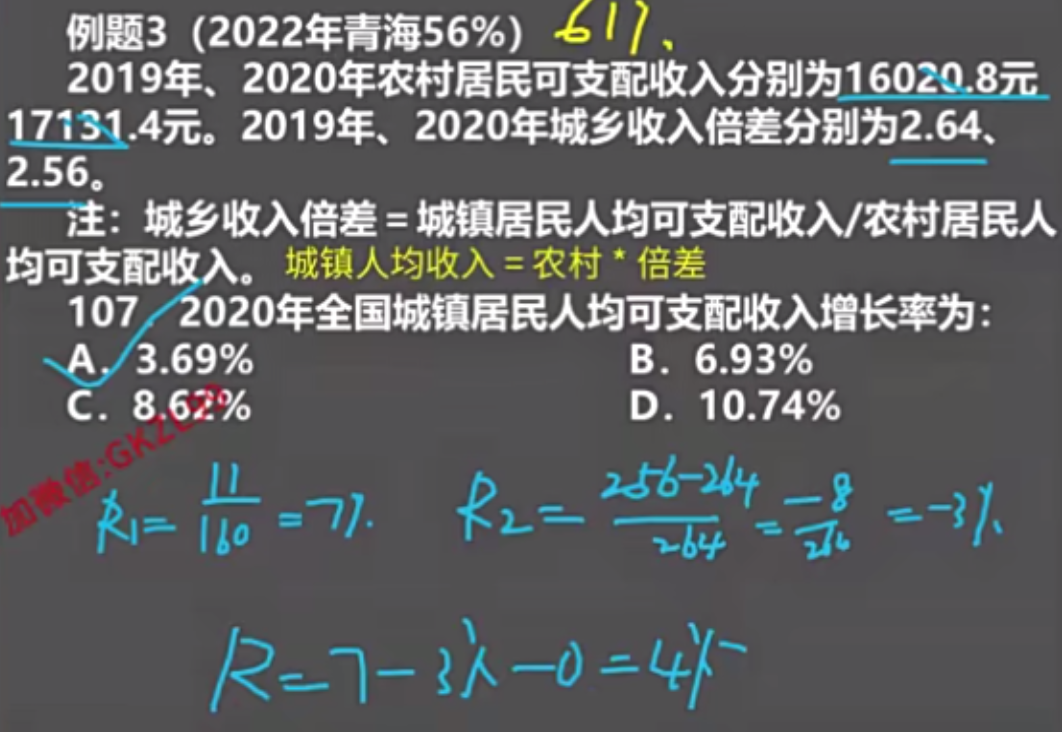 例题3（2022年青海56%） 61%.
2019年、2020年农村居民可支配收入分别为16020.8元
17131.4元。2019年、2020年城乡收入倍差分别为2.64、
2.56。
注：城乡收入倍差＝城镇居民人均可支配收入/农村居民人
均可支配收入。 城镇人均收入＝农村 * 倍差
107．2020年全国城镇居民人均可支配收入增长率为：
A．3.69% B．6.93%
C．8.62% D．10.74%
加微信:GKZL99
R1=11/160=7%. R2=256-264/264=-8/264=-3%.
R=7-3%-0=4%-